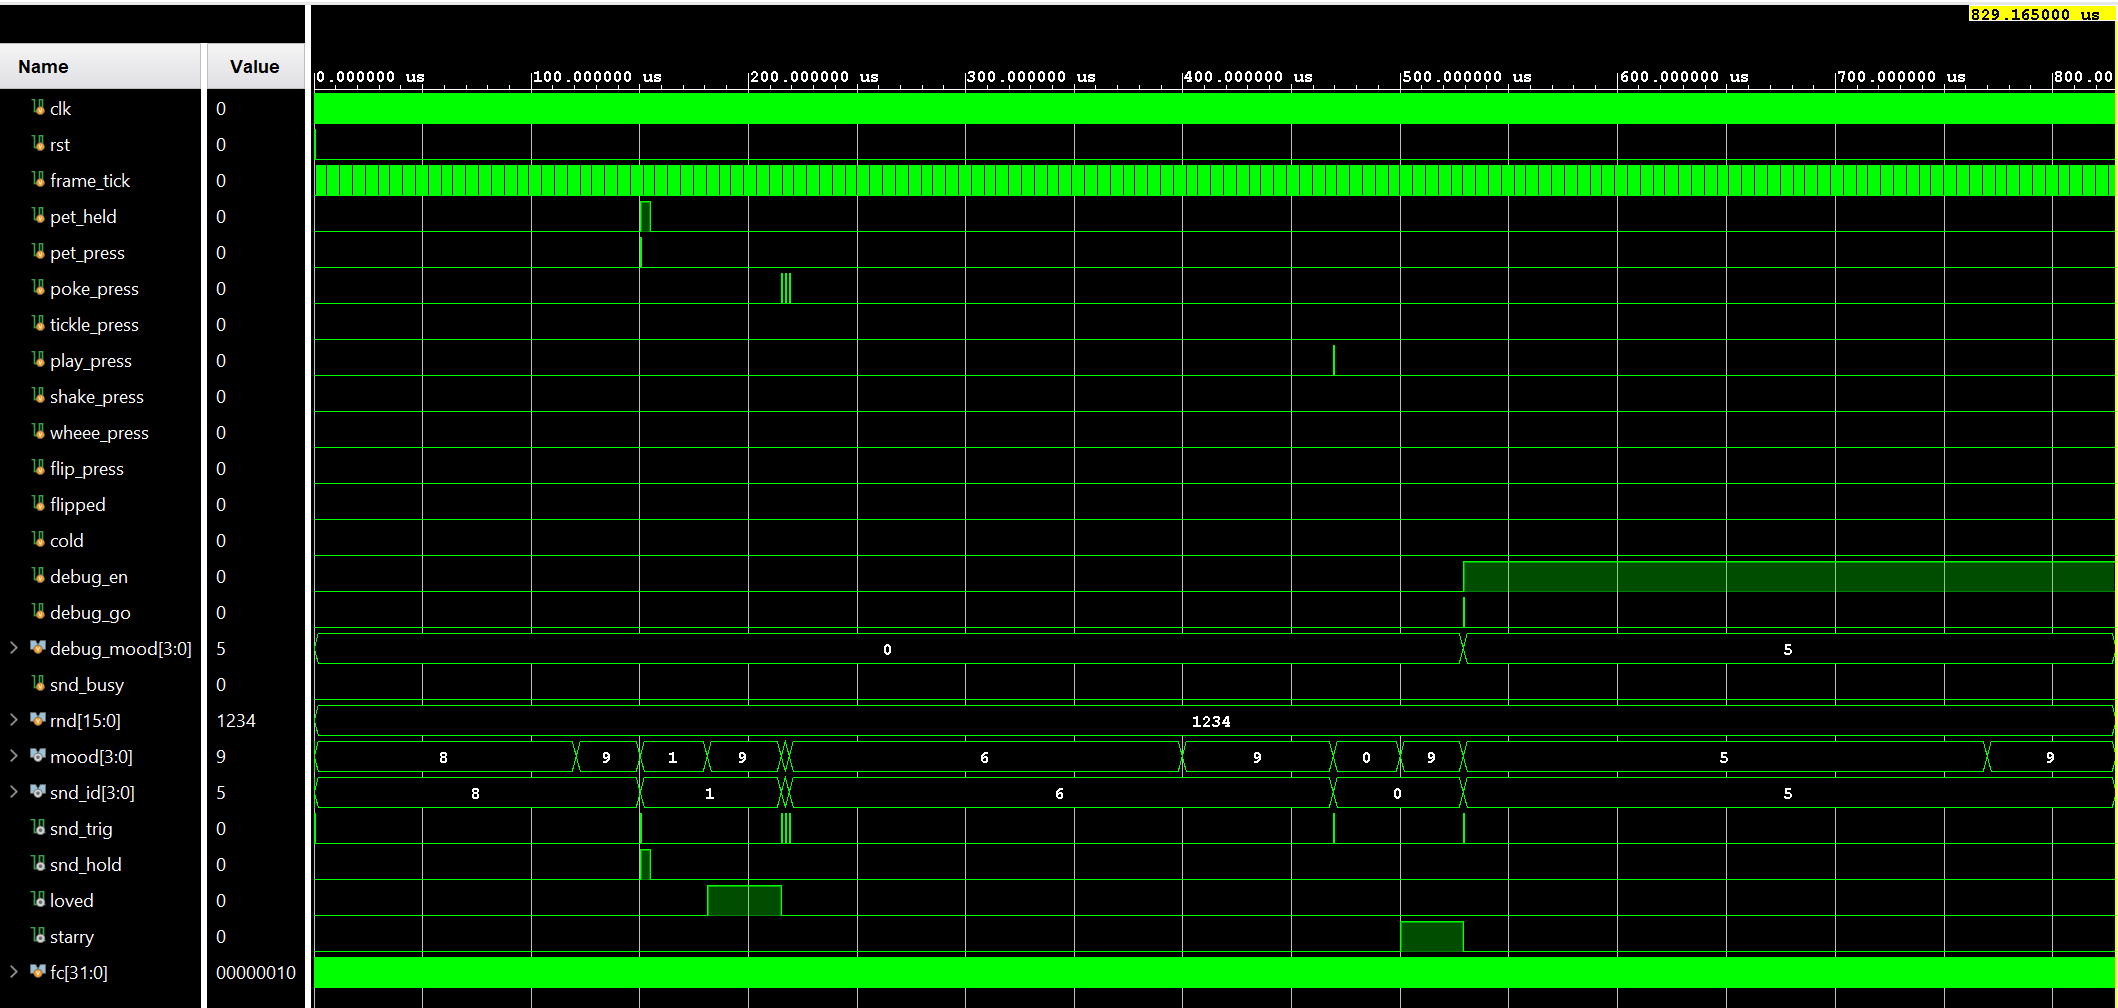 829.165000 us
Name Value
0.000000 us 100.000000 us 200.000000 us 300.000000 us 400.000000 us 500.000000 us 600.000000 us 700.000000 us 800.00
clk 0
rst 0
frame_tick 0
pet_held 0
pet_press 0
poke_press 0
tickle_press 0
play_press 0
shake_press 0
wheee_press 0
flip_press 0
flipped 0
cold 0
debug_en 0
debug_go 0
debug_mood[3:0] 5 0 5
snd_busy 0
rnd[15:0] 1234 1234
mood[3:0] 9 8 9 1 9 6 9 0 9 5 9
snd_id[3:0] 5 8 1 6 0 5
snd_trig 0
snd_hold 0
loved 0
starry 0
fc[31:0] 00000010